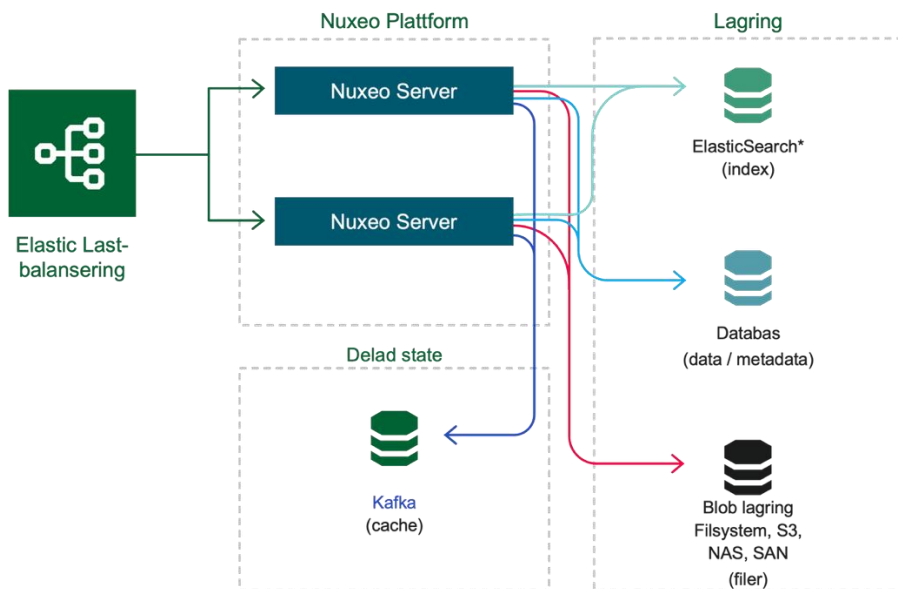 Nuxeo Plattform
Lagring
Nuxeo Server
Nuxeo Server
Elastic Last-
balansering
ElasticSearch*
(index)
Databas
(data / metadata)
Delad state
Kafka
(cache)
Blob lagring
Filsystem, S3,
NAS, SAN
(filer)